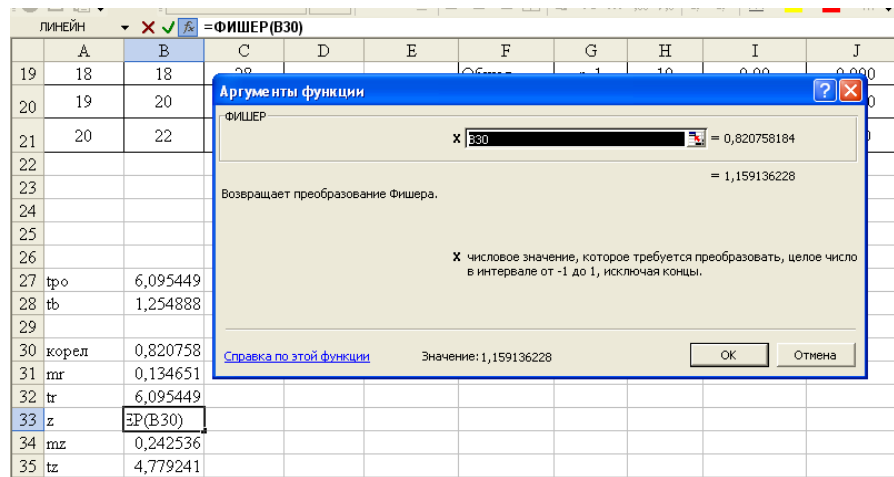 ЛИНЕЙН =ФИШЕР(B30)
A B C D E F G H I J
19 18 18
20 19 20
21 20 22
22
23
24
25
26
27 tpo 6,095449
28 tb 1,254888
29
30 корел 0,820758
31 mr 0,134651
32 tr 6,095449
33 z ЕР(B30)
34 mz 0,242536
35 tz 4,779241
Аргументы функции
ФИШЕР
X B30 = 0,820758184
= 1,159136228
Возвращает преобразование Фишера.
X числовое значение, которое требуется преобразовать, целое число
в интервале от -1 до 1, исключая концы.
Справка по этой функции Значение: 1,159136228 ОК Отмена